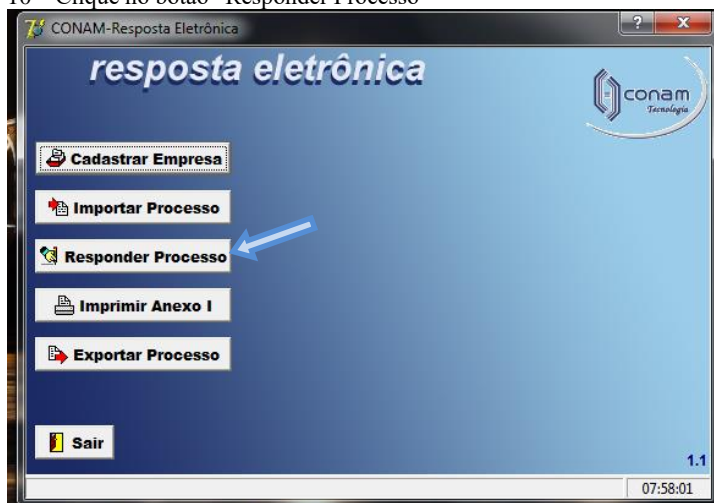 10 – Clique no botão “Responder Processo”
CONAM-Resposta Eletrônica
resposta eletrônica
conam
Tecnologia
Cadastrar Empresa
Importar Processo
Responder Processo
Imprimir Anexo I
Exportar Processo
Sair
1.1
07:58:01